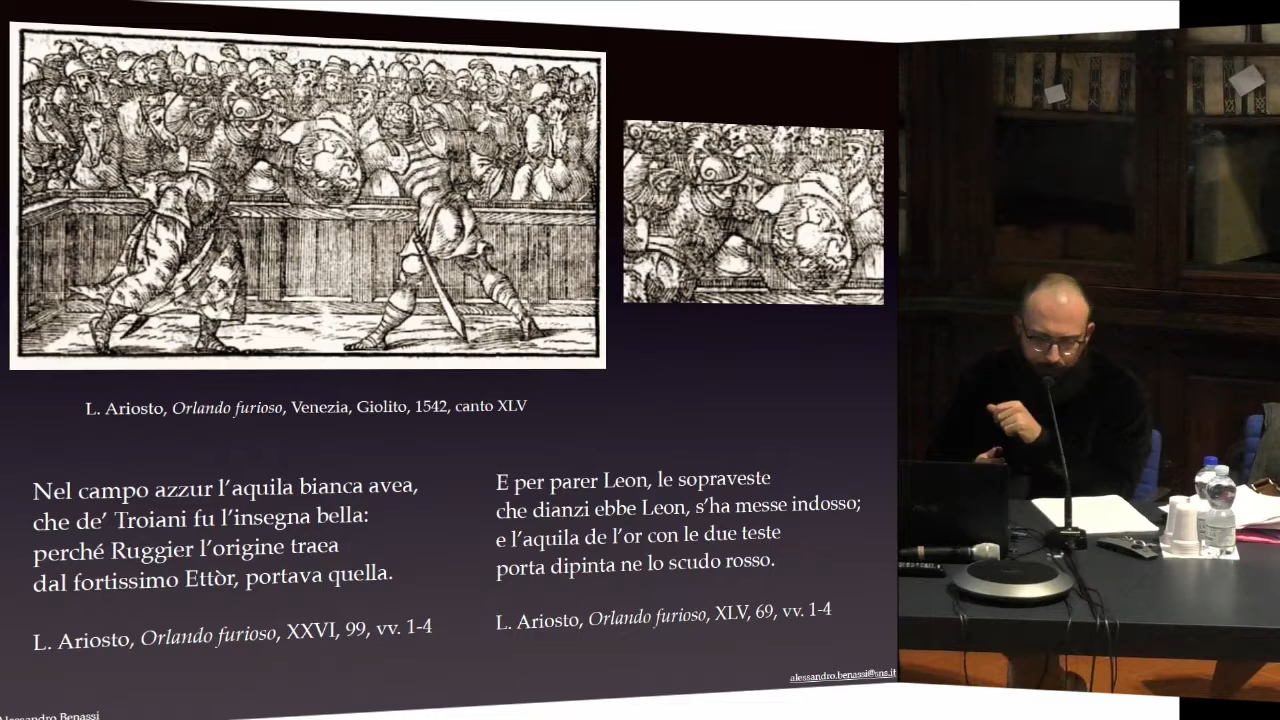 L. Ariosto, Orlando furioso, Venezia, Giolito, 1542, canto XLV
Nel campo azzur l'aquila bianca avea,
che de' Troiani fu l'insegna bella:
perché Ruggier l'origine traea
dal fortissimo Ettòr, portava quella.
L. Ariosto, Orlando furioso, XXVI, 99, vv. 1-4
E per parer Leon, le sopraveste
che dianzi ebbe Leon, s'ha messe indosso;
e l'aquila de l'or con le due teste
porta dipinta ne lo scudo rosso.
L. Ariosto, Orlando furioso, XLV, 69, vv. 1-4
alessandro.benassi@sns.it
Alessandro Benassi